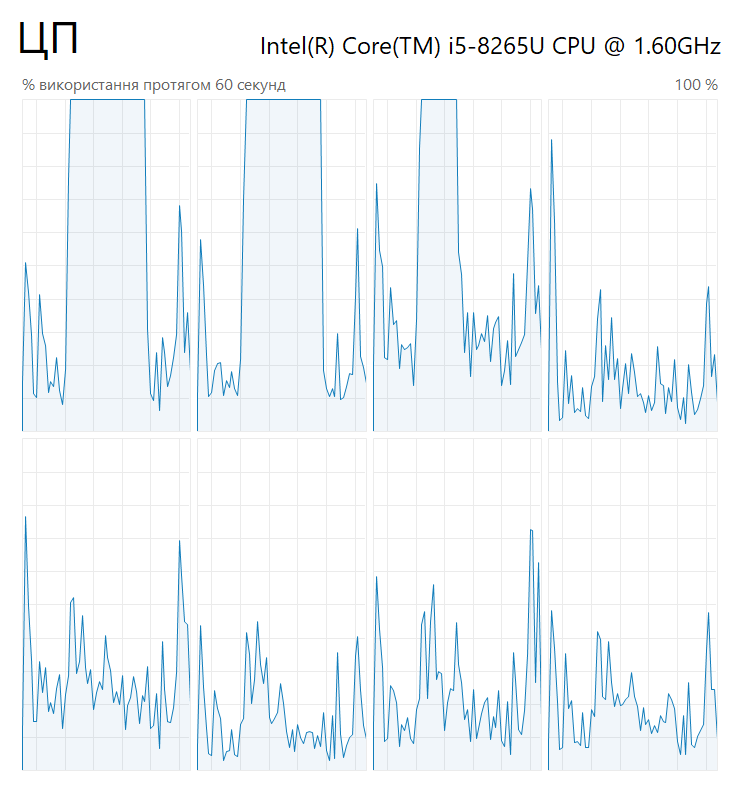 ЦП
Intel(R) Core(TM) i5-8265U CPU @ 1.60GHz
% використання протягом 60 секунд
100 %